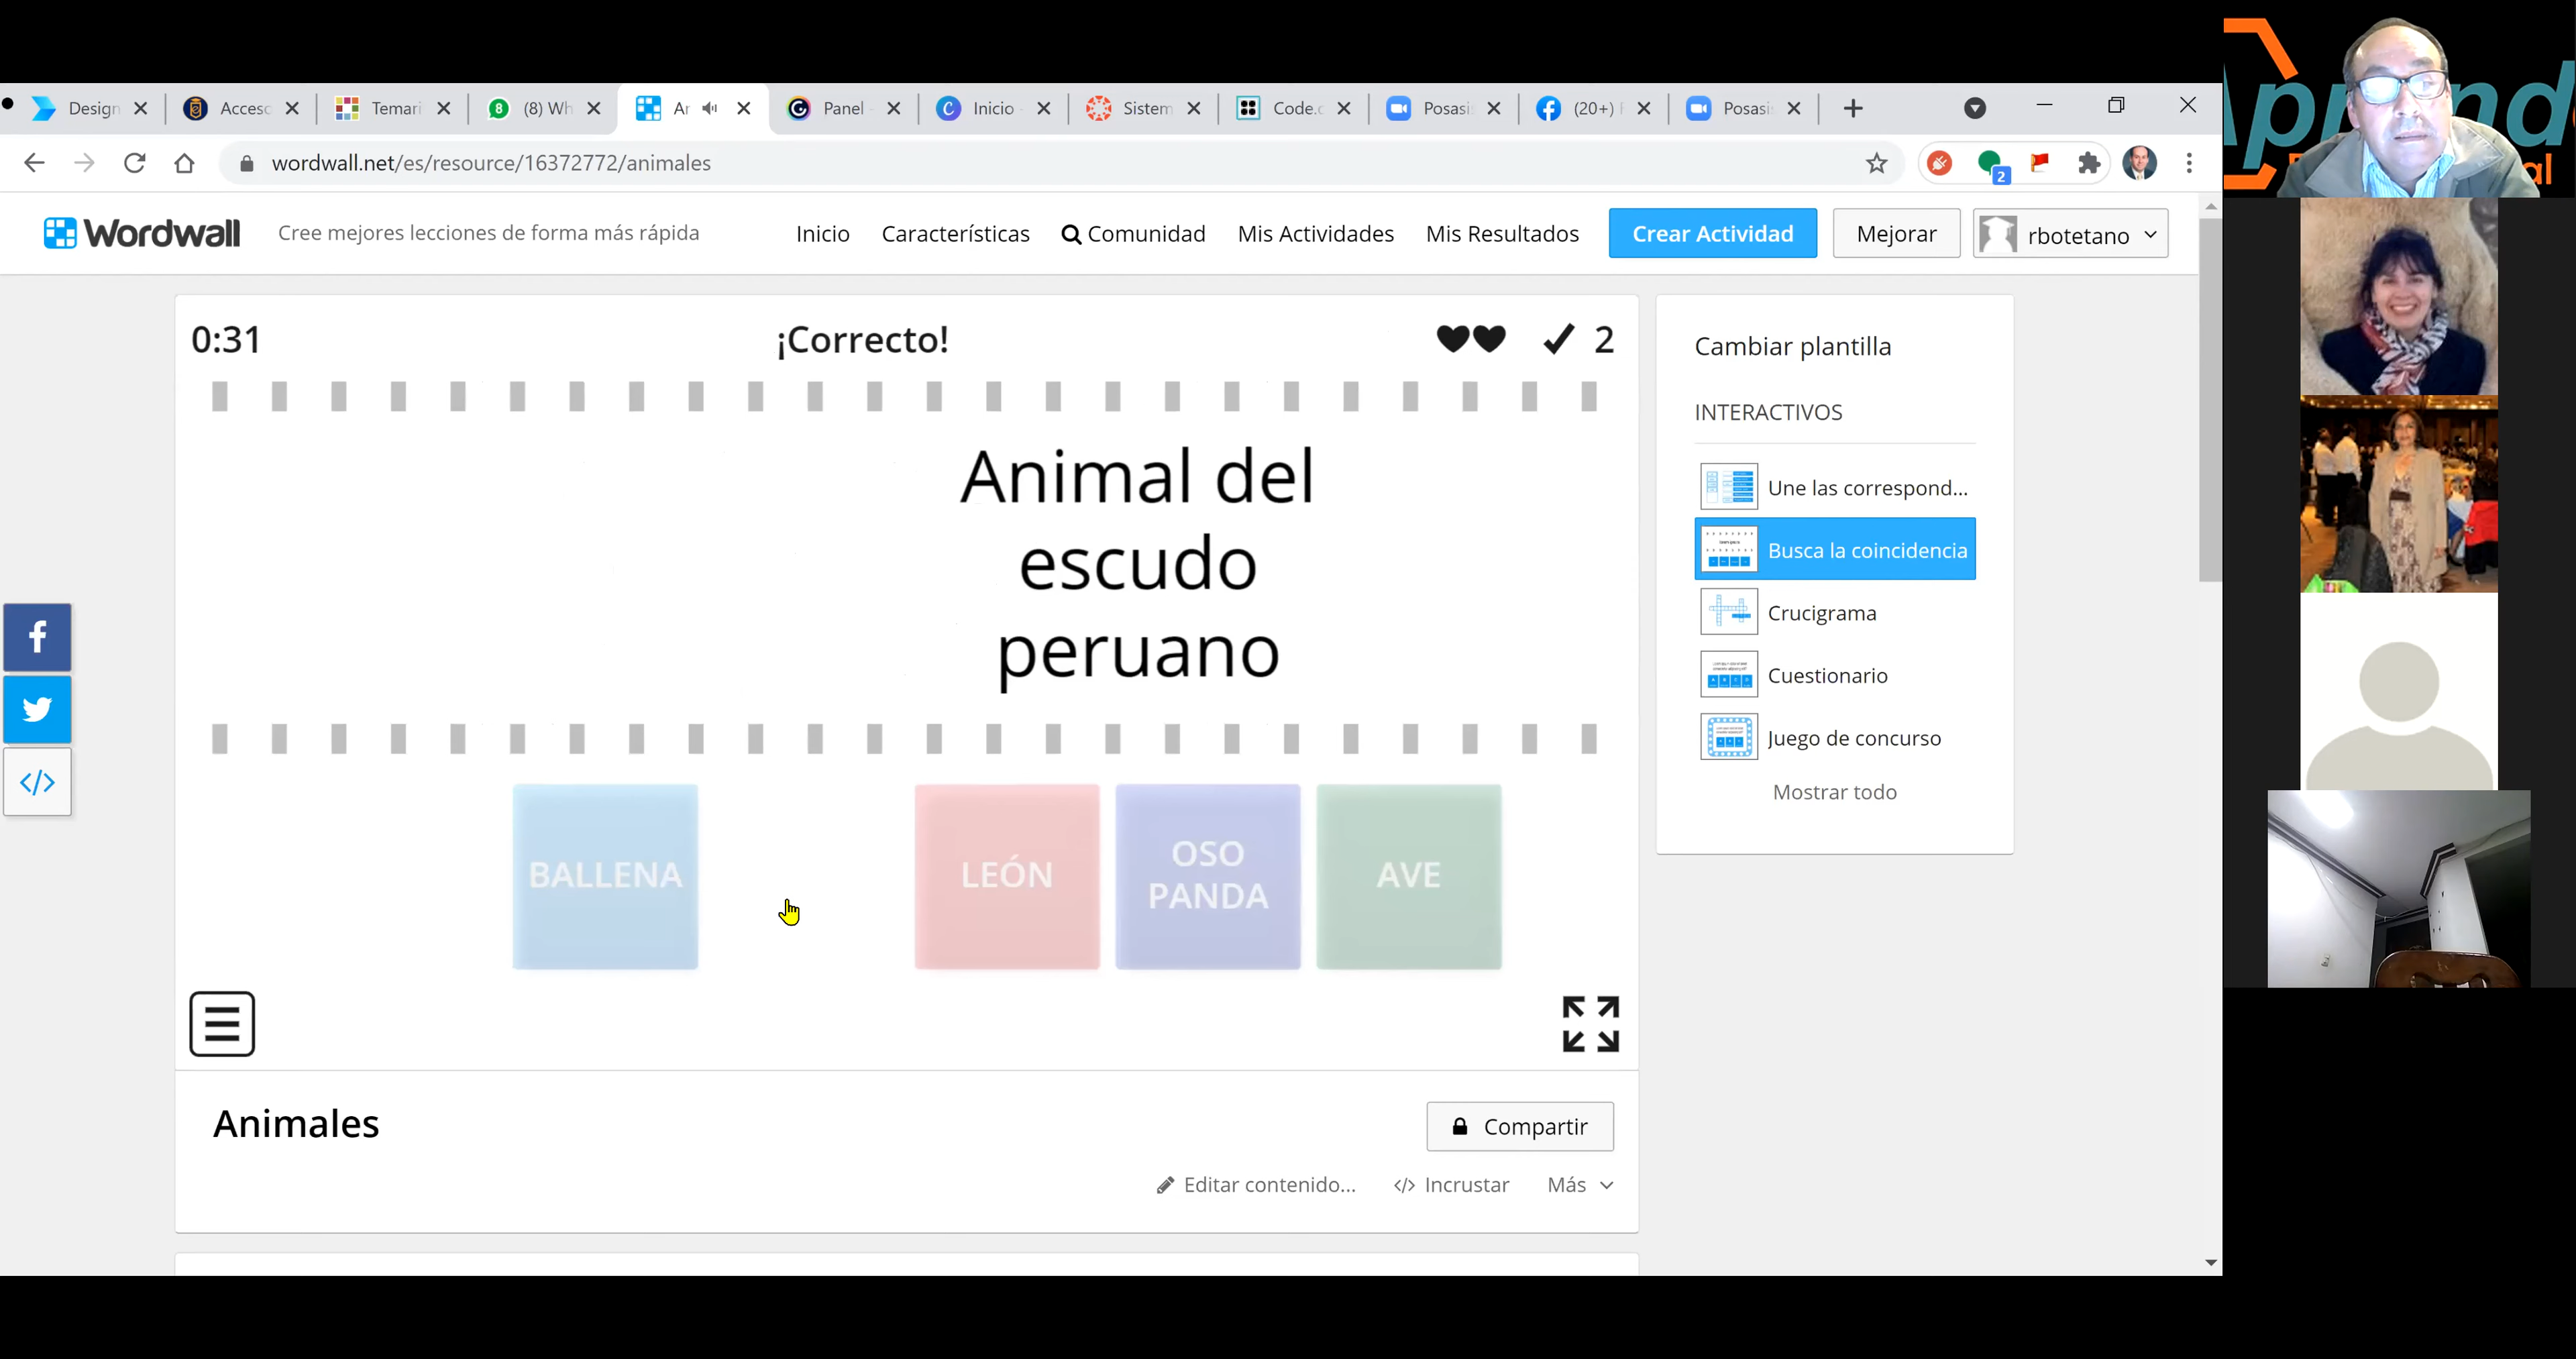 Design
Acceso
Temari
8
(8) Wh
Ar
Panel -
C
Inicio -
Sistem
Code.o
Posasi
(20+)
Posasi
wordwall.net/es/resource/16372772/animales
2
Wordwall
Cree mejores lecciones de forma más rápida
Inicio
Características
Comunidad
Mis Actividades
Mis Resultados
Crear Actividad
Mejorar
rbotetano
0:31
¡Correcto!
2
Animal del
escudo
peruano
BALLENA
LEÓN
OSO
PANDA
AVE
Cambiar plantilla
INTERACTIVOS
Une las correspond...
Busca la coincidencia
Crucigrama
Cuestionario
Juego de concurso
Mostrar todo
Animales
Compartir
Editar contenido...
</> Incrustar
Más